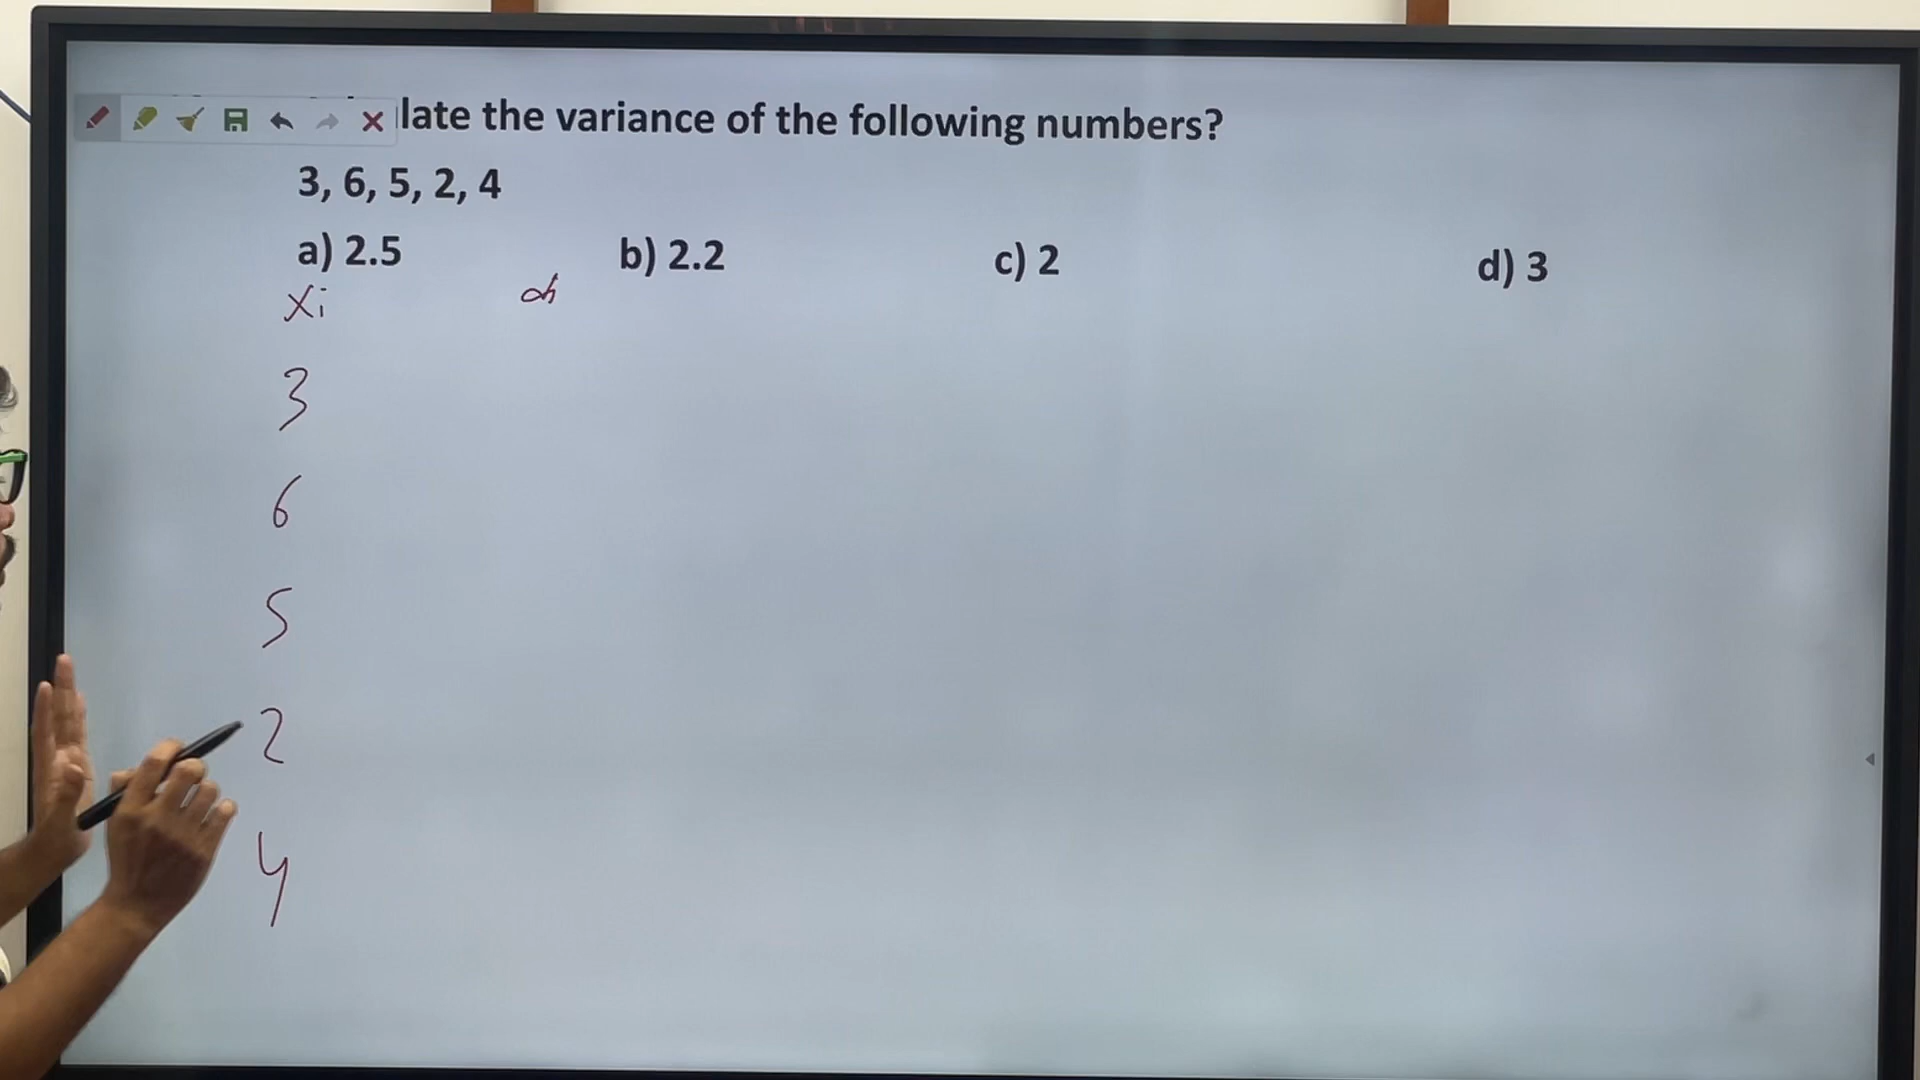 late the variance of the following numbers?
3, 6, 5, 2, 4
a) 2.5 b) 2.2 c) 2 d) 3
xi
3
6
5
2
4